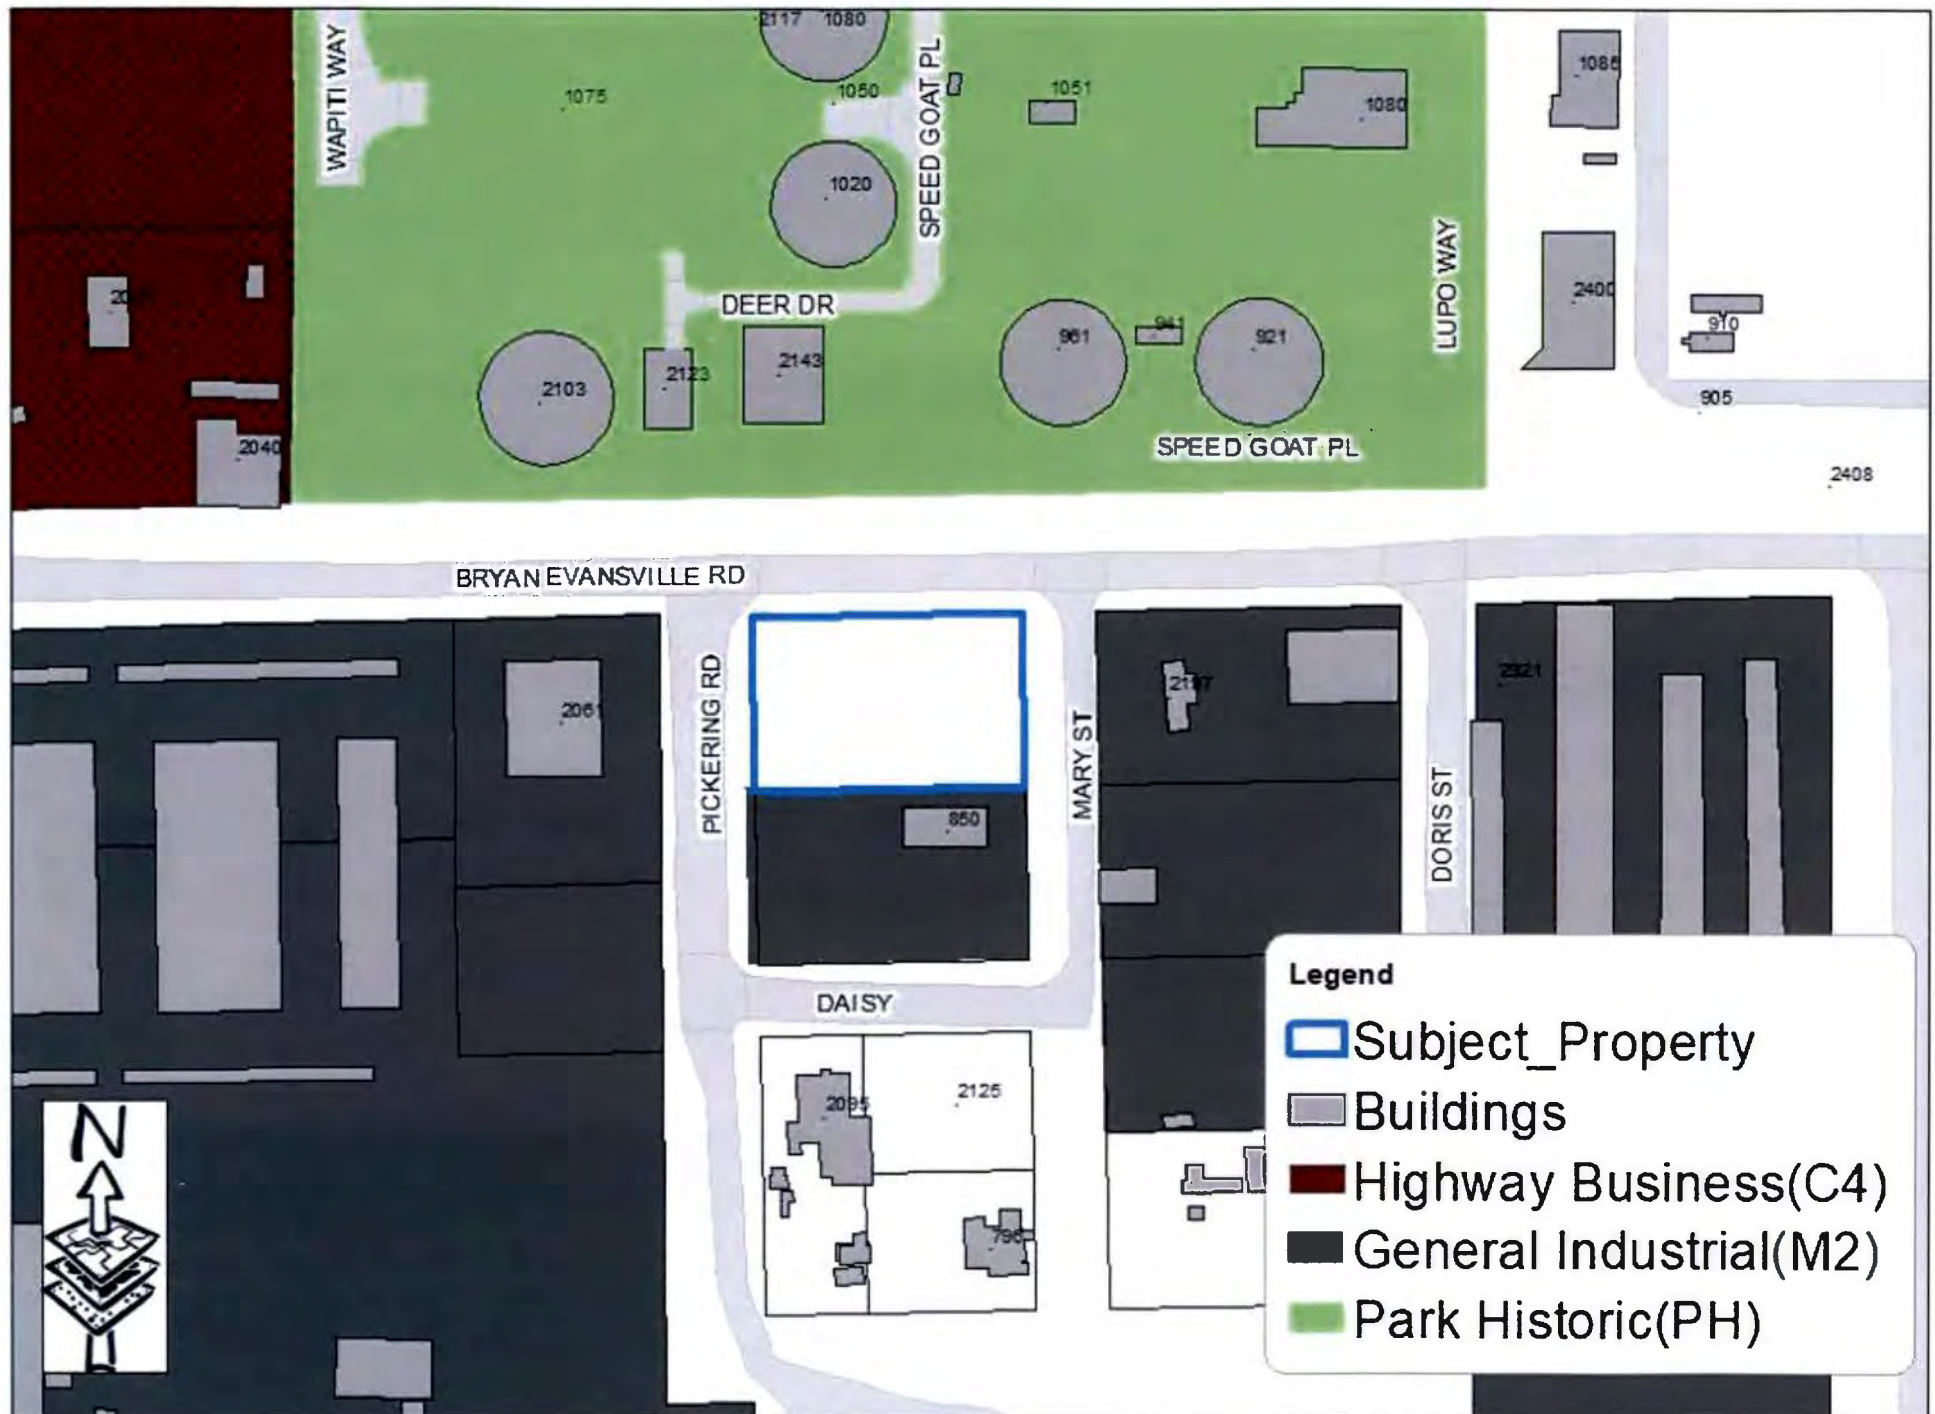 WAPITI WAY
2117
1080
SPEED GOAT PL
1075
1050
1051
1080
1085
1020
LUPO WAY
2400
910
DEER DR
2103
2123
2143
961
941
921
905
2040
SPEED GOAT PL
2408
BRYAN EVANSVILLE RD
2061
PICKERING RD
MARY ST
2197
DORIS ST
2321
850
DAISY
2095
2125
796
N
Legend
Subject_Property
Buildings
Highway Business(C4)
General Industrial(M2)
Park Historic(PH)